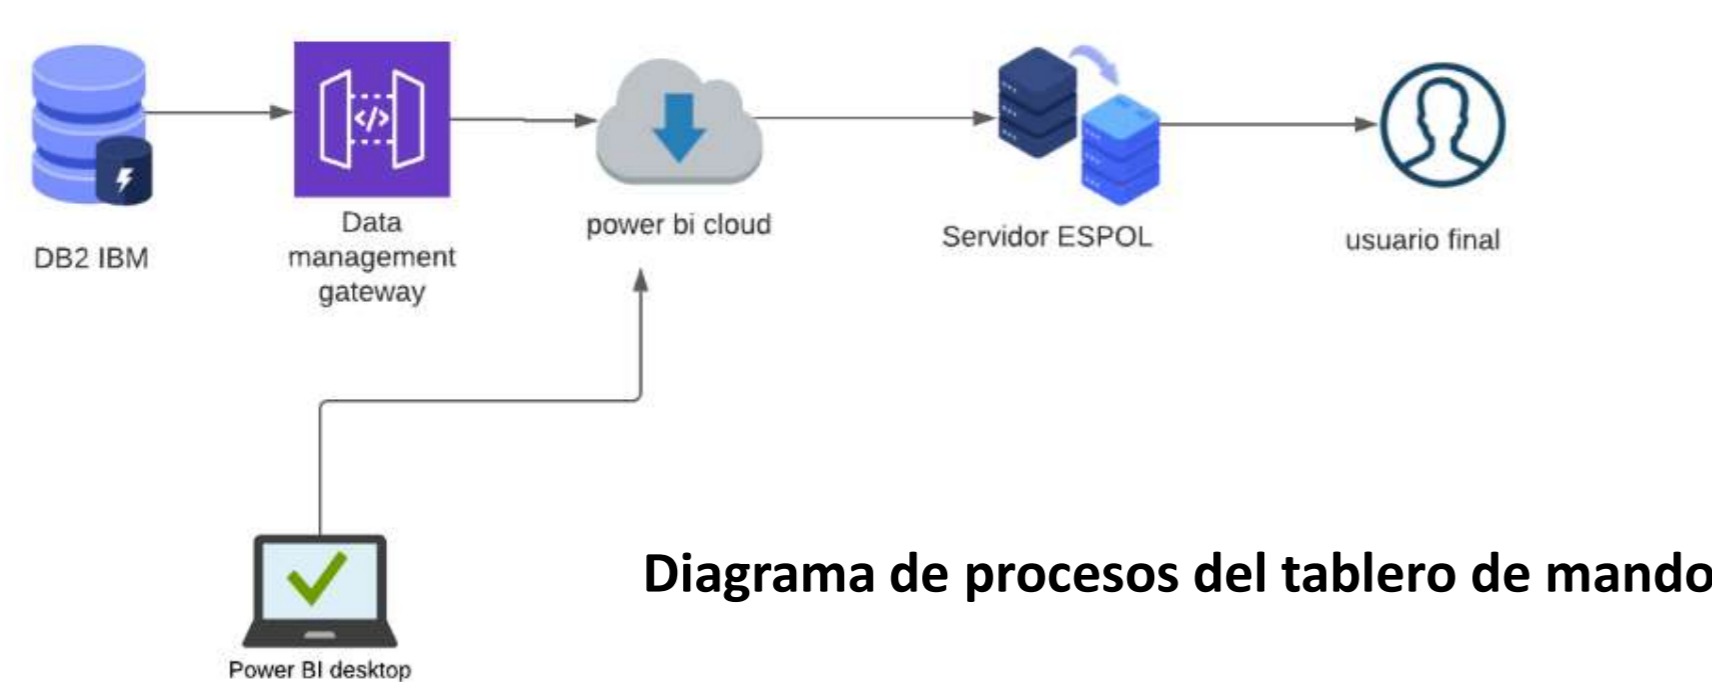 DB2 IBM
Data
management
gateway
power bi cloud
Servidor ESPOL
usuario final
Diagrama de procesos del tablero de mando
Power BI desktop